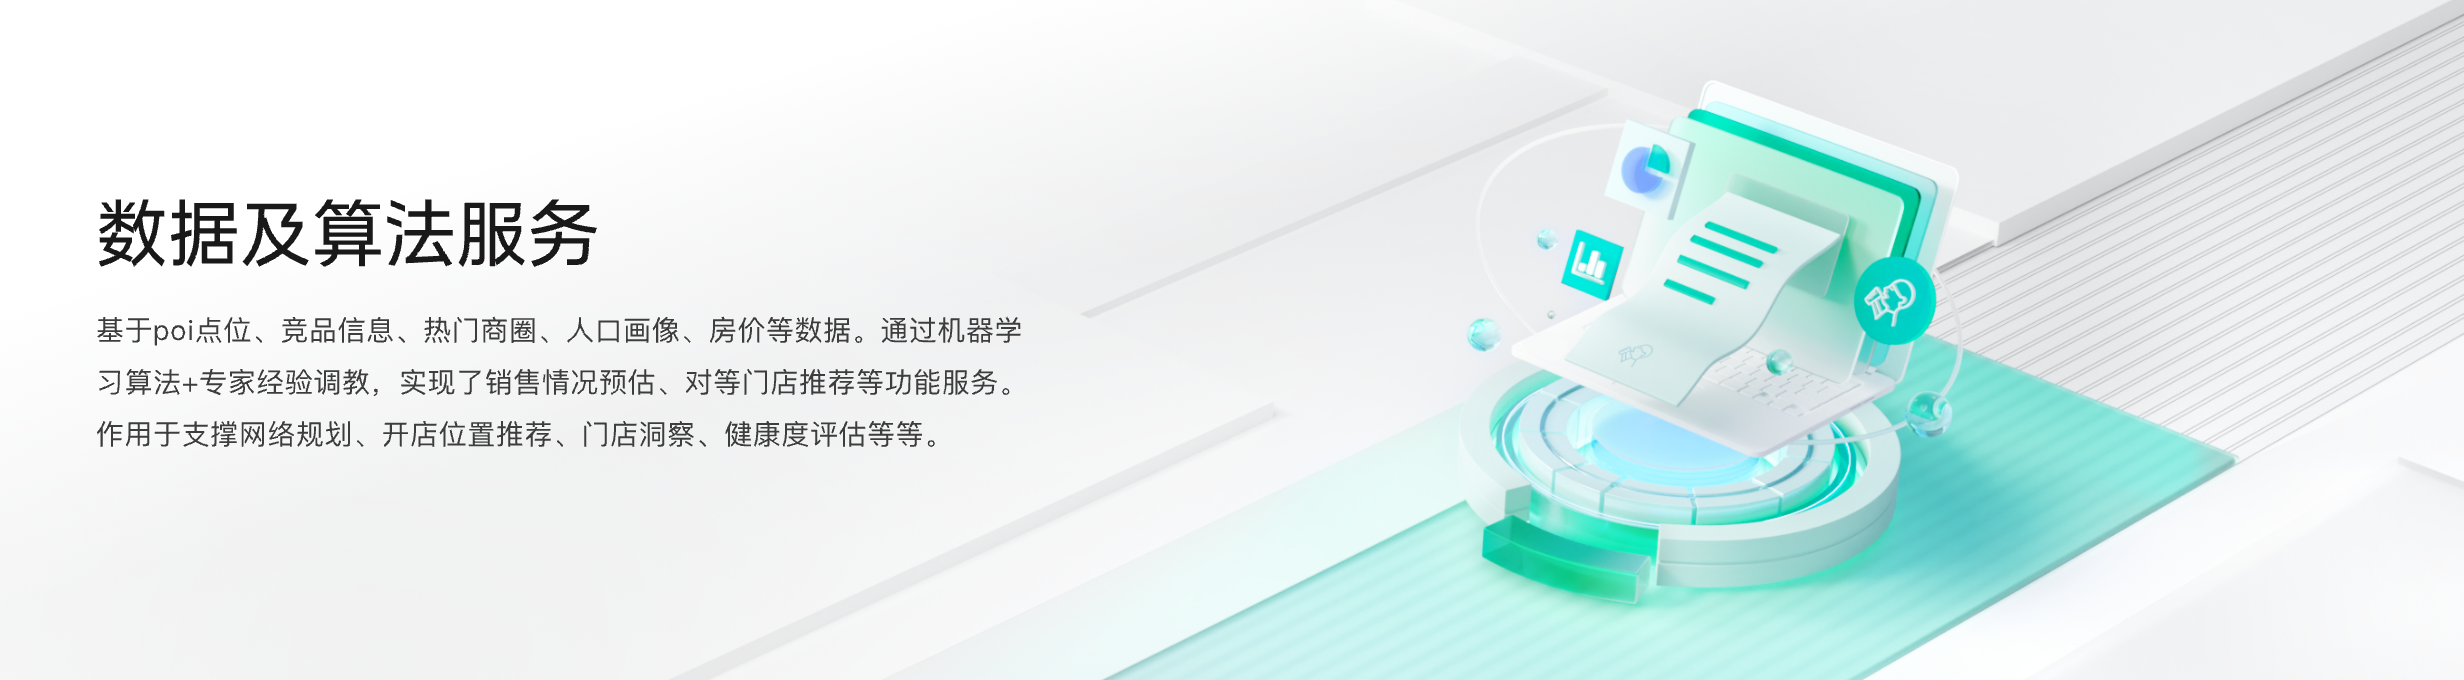 数据及算法服务
基于poi点位、竞品信息、热门商圈、人口画像、房价等数据。通过机器学
习算法+专家经验调教，实现了销售情况预估、对等门店推荐等功能服务。
作用于支撑网络规划、开店位置推荐、门店洞察、健康度评估等等。